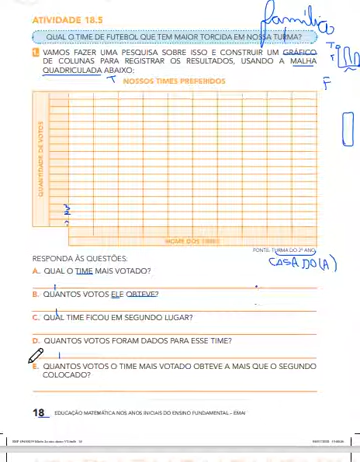 ATIVIDADE 18.5
família
QUAL O TIME DE FUTEBOL QUE TEM MAIOR TORCIDA EM NOSSA TURMA?
1. VAMOS FAZER UMA PESQUISA SOBRE ISSO E CONSTRUIR UM GRÁFICO
DE COLUNAS PARA REGISTRAR OS RESULTADOS, USANDO A MALHA
QUADRICULADA ABAIXO:
T
F
NOSSOS TIMES PREFERIDOS
QUANTIDADE DE VOTOS
NOME DOS TIMES
FONTE: TURMA DO 2º ANO
CASA DO(A)
RESPONDA ÀS QUESTÕES:
A. QUAL O TIME MAIS VOTADO?
B. QUANTOS VOTOS ELE OBTEVE?
C. QUAL TIME FICOU EM SEGUNDO LUGAR?
D. QUANTOS VOTOS FORAM DADOS PARA ESSE TIME?
E. QUANTOS VOTOS O TIME MAIS VOTADO OBTEVE A MAIS QUE O SEGUNDO
COLOCADO?
18 EDUCAÇÃO MATEMÁTICA NOS ANOS INICIAIS DO ENSINO FUNDAMENTAL – EMAI